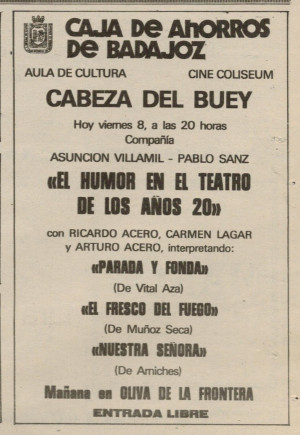 CAJA DE AHORROS
DE BADAJOZ
AULA DE CULTURA CINE COLISEUM
CABEZA DEL BUEY
Hoy viernes 8, a las 20 horas
Compañía
ASUNCION VILLAMIL - PABLO SANZ
«EL HUMOR EN EL TEATRO
DE LOS AÑOS 20»
con RICARDO ACERO, CARMEN LAGAR
y ARTURO ACERO, interpretando:
«PARADA Y FONDA»
(De Vital Aza)
«EL FRESCO DEL FUEGO»
(De Muñoz Seca)
«NUESTRA SEÑORA»
(De Arniches)
Mañana en OLIVA DE LA FRONTERA
ENTRADA LIBRE